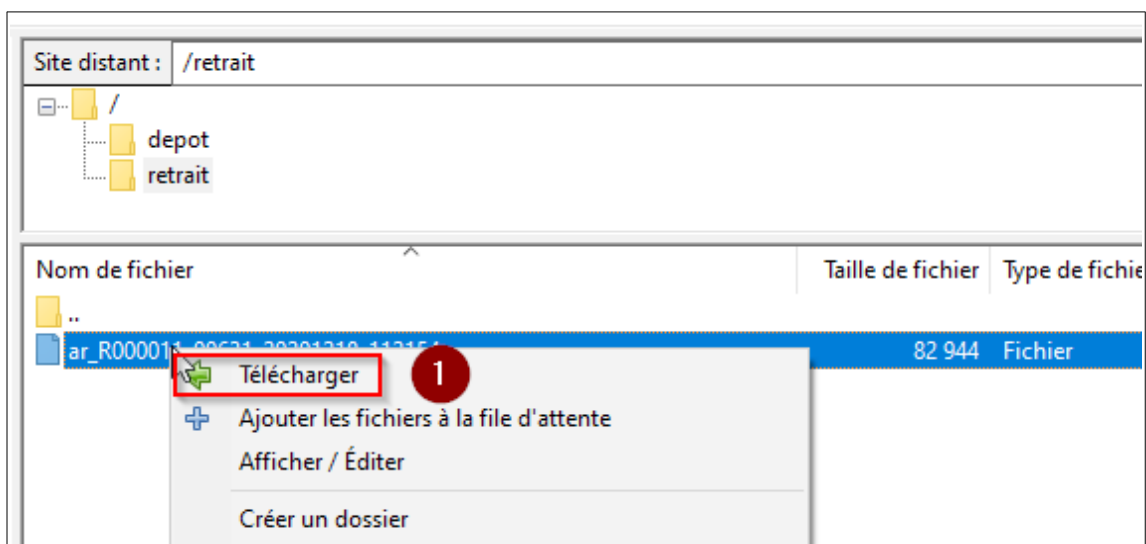 Site distant : /retrait
/
depot
retrait
Nom de fichier Taille de fichier Type de fichie
..
ar_R000011 82 944 Fichier
Télécharger 1
Ajouter les fichiers à la file d'attente
Afficher / Éditer
Créer un dossier